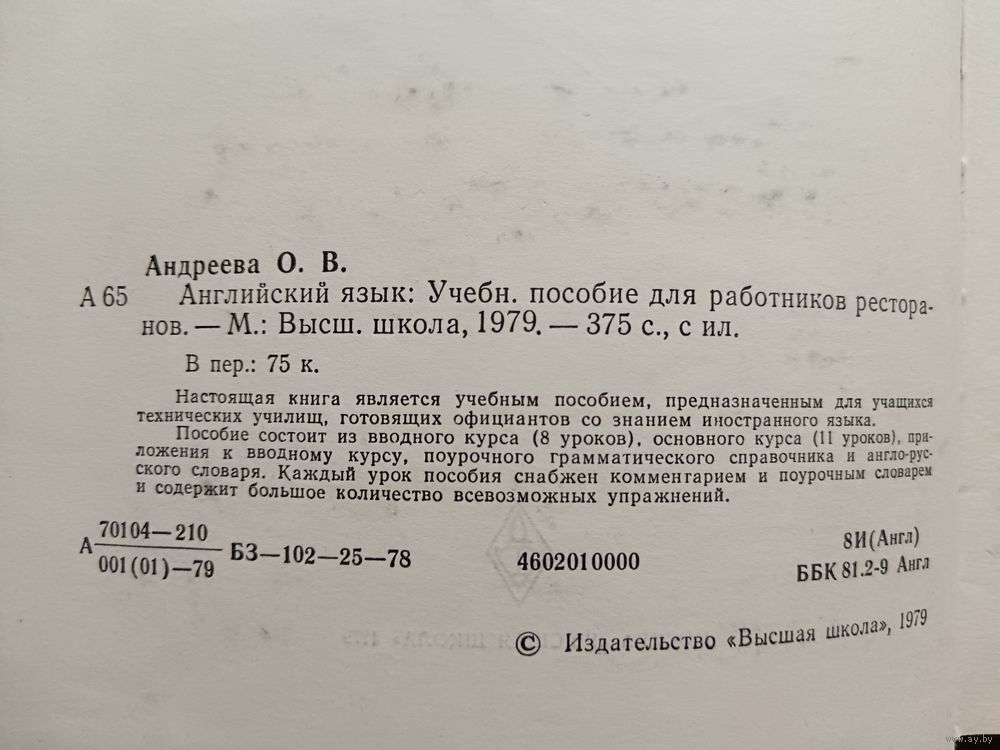 Андреева О. В.
А 65 Английский язык: Учебн. пособие для работников рестора-
нов. — М.: Высш. школа, 1979. — 375 с., с ил.
В пер.: 75 к.
Настоящая книга является учебным пособием, предназначенным для учащихся
технических училищ, готовящих официантов со знанием иностранного языка.
Пособие состоит из вводного курса (8 уроков), основного курса (11 уроков), при-
ложения к вводному курсу, поурочного грамматического справочника и англо-рус-
ского словаря. Каждый урок пособия снабжен комментарием и поурочным словарем
и содержит большое количество всевозможных упражнений.
А 70104—210
001(01)—79
БЗ—102—25—78
4602010000
8И(Англ)
ББК 81.2-9 Англ
© Издательство «Высшая школа», 1979
www.ay.by